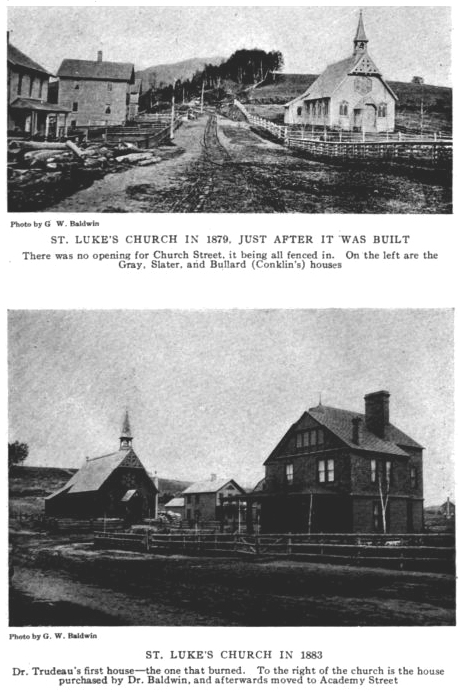 Photo by G W. Baldwin
ST. LUKE'S CHURCH IN 1879, JUST AFTER IT WAS BUILT
There was no opening for Church Street, it being all fenced in. On the left are the
Gray, Slater, and Bullard (Conklin's) houses
Photo by G. W. Baldwin
ST. LUKE'S CHURCH IN 1883
Dr. Trudeau's first house—the one that burned. To the right of the church is the house
purchased by Dr. Baldwin, and afterwards moved to Academy Street